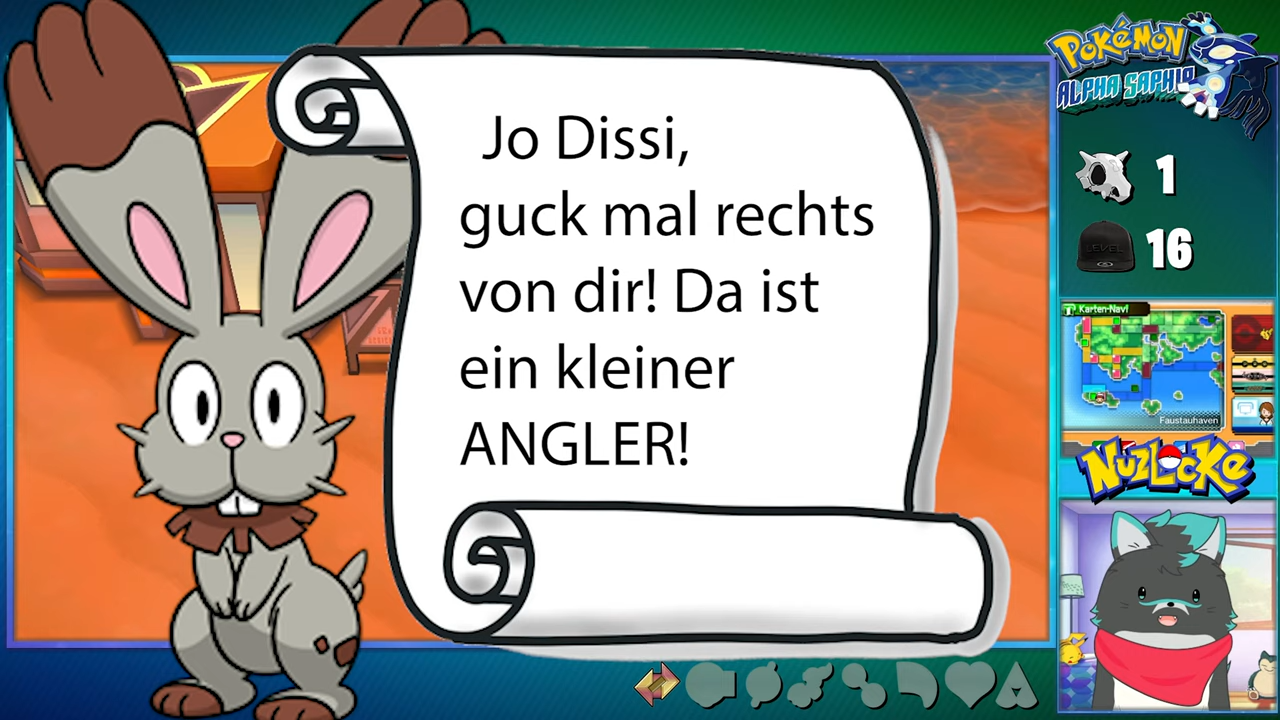 Jo Dissi,
guck mal rechts
von dir! Da ist
ein kleiner
ANGLER!
POKéMON
ALPHA SAPHIR
1
LEVEL
16
Karten-Navi
Faustauhaven
NUZLOCKE